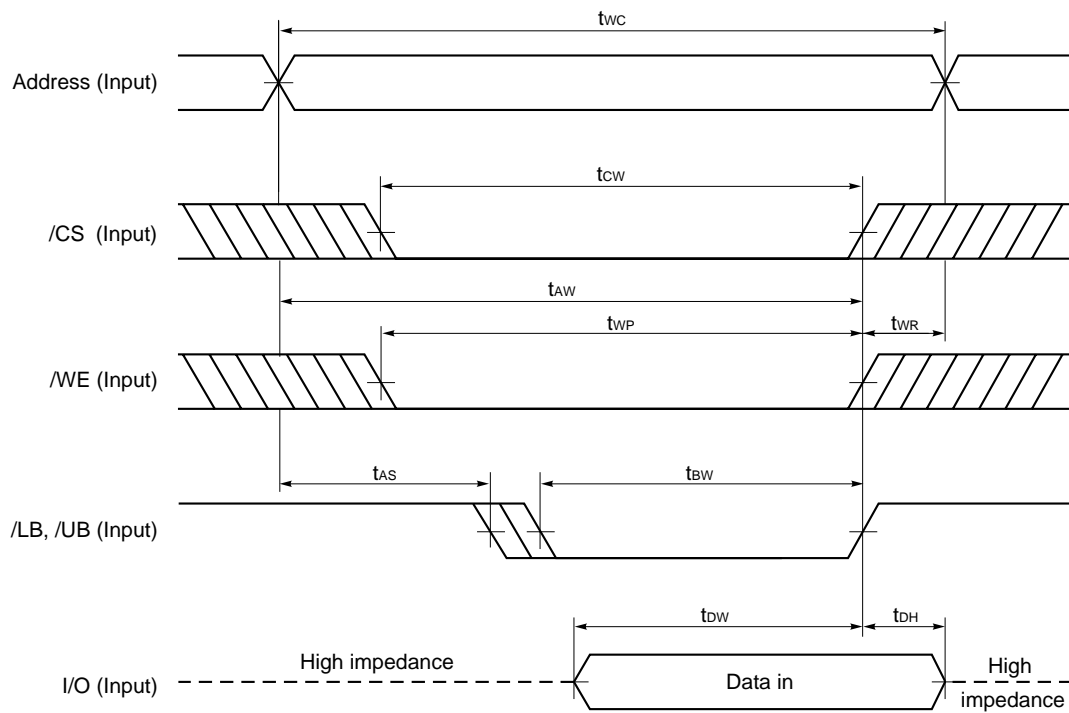 tWC
Address (Input)
tCW
/CS (Input)
tAW
tWP
tWR
/WE (Input)
tAS
tBW
/LB, /UB (Input)
tDW
tDH
High impedance
High
I/O (Input)
Data in
impedance